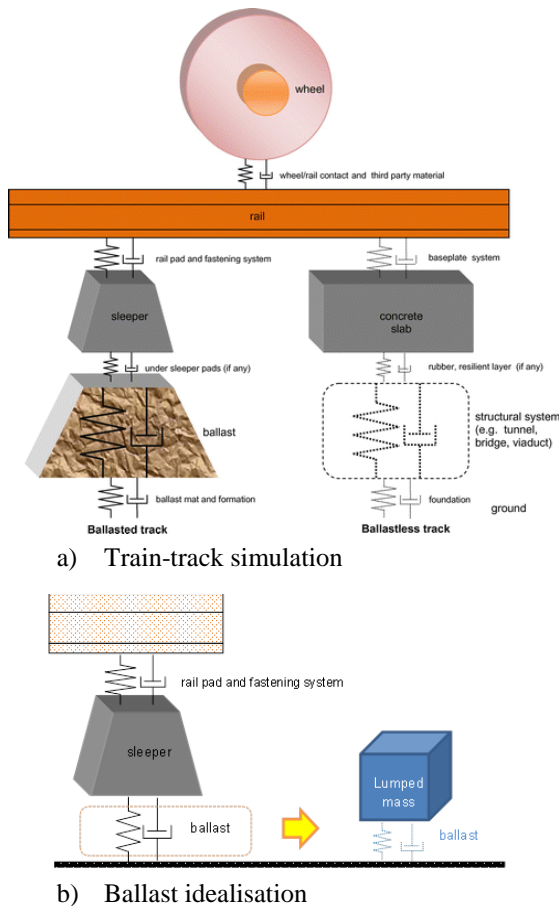 wheel
wheel/rail contact and third party material
rail
rail pad and fastening system
baseplate system
sleeper
concrete
slab
under sleeper pads (if any)
rubber, resilient layer (if any)
ballast
structural system
(e.g. tunnel,
bridge, viaduct)
ballast mat and formation
foundation
ground
Ballasted track
Ballastless track
a) Train-track simulation
rail pad and fastening system
sleeper
Lumped
mass
ballast
ballast
b) Ballast idealisation